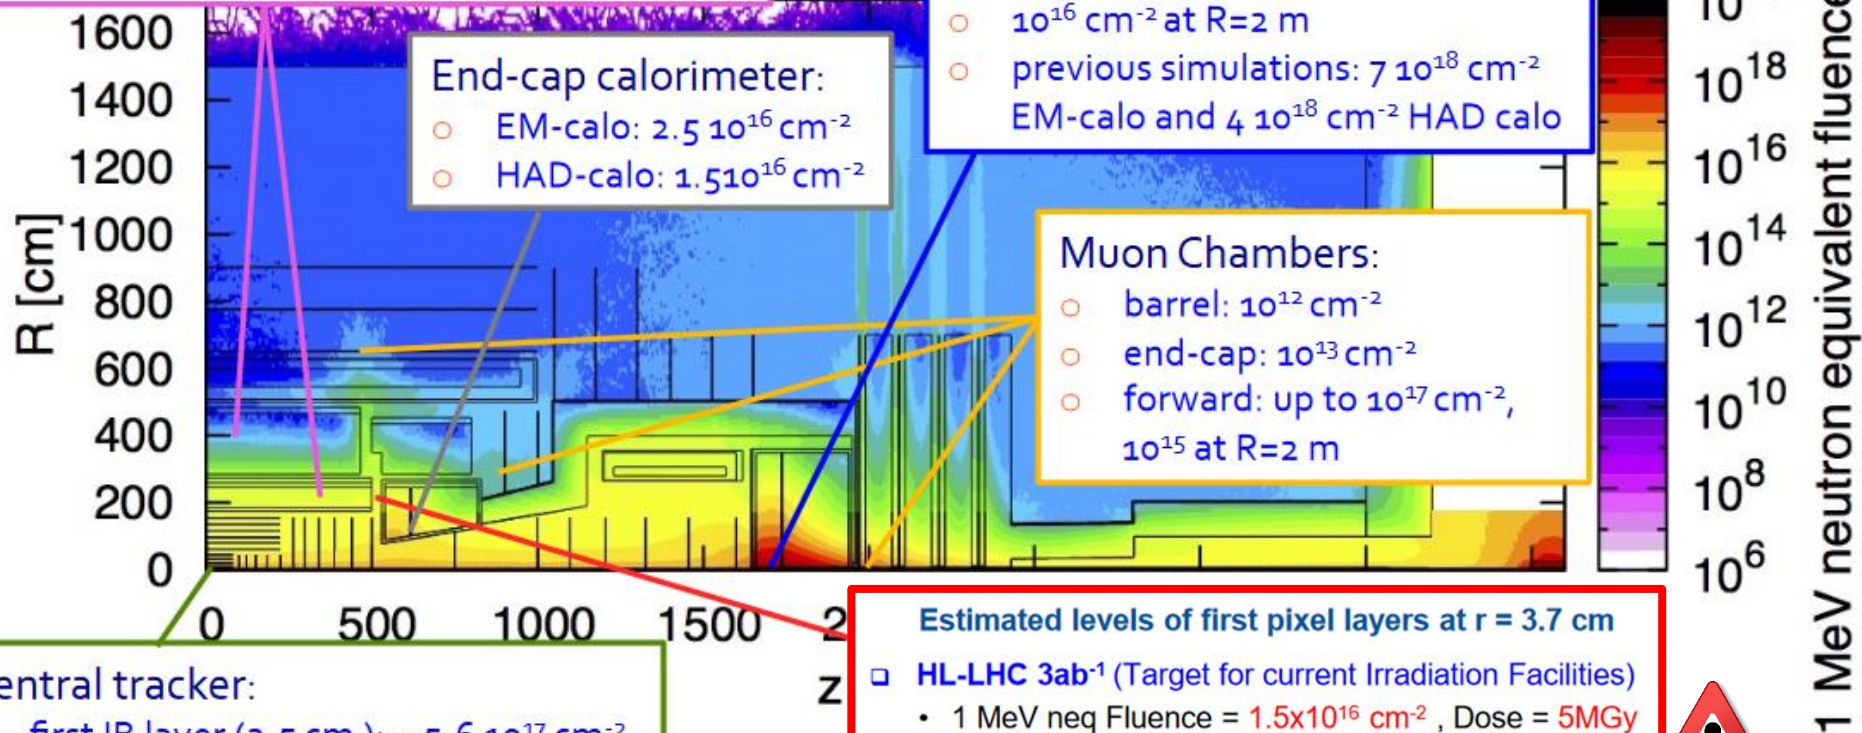 10¹⁶ cm⁻² at R=2 m
previous simulations: 7 10¹⁸ cm⁻²
EM-calo and 4 10¹⁸ cm⁻² HAD calo
End-cap calorimeter:
EM-calo: 2.5 10¹⁶ cm⁻²
HAD-calo: 1.510¹⁶ cm⁻²
Muon Chambers:
barrel: 10¹² cm⁻²
end-cap: 10¹³ cm⁻²
forward: up to 10¹⁷ cm⁻²,
10¹⁵ at R=2 m
R [cm]
1600
1400
1200
1000
800
600
400
200
0
0 500 1000 1500
z
10¹⁸
10¹⁶
10¹⁴
10¹²
10¹⁰
10⁸
10⁶
1 MeV neutron equivalent fluence
Estimated levels of first pixel layers at r = 3.7 cm
HL-LHC 3ab⁻¹ (Target for current Irradiation Facilities)
• 1 MeV neq Fluence = 1.5x10¹⁶ cm⁻² , Dose = 5MGy
entral tracker:
first IB layer